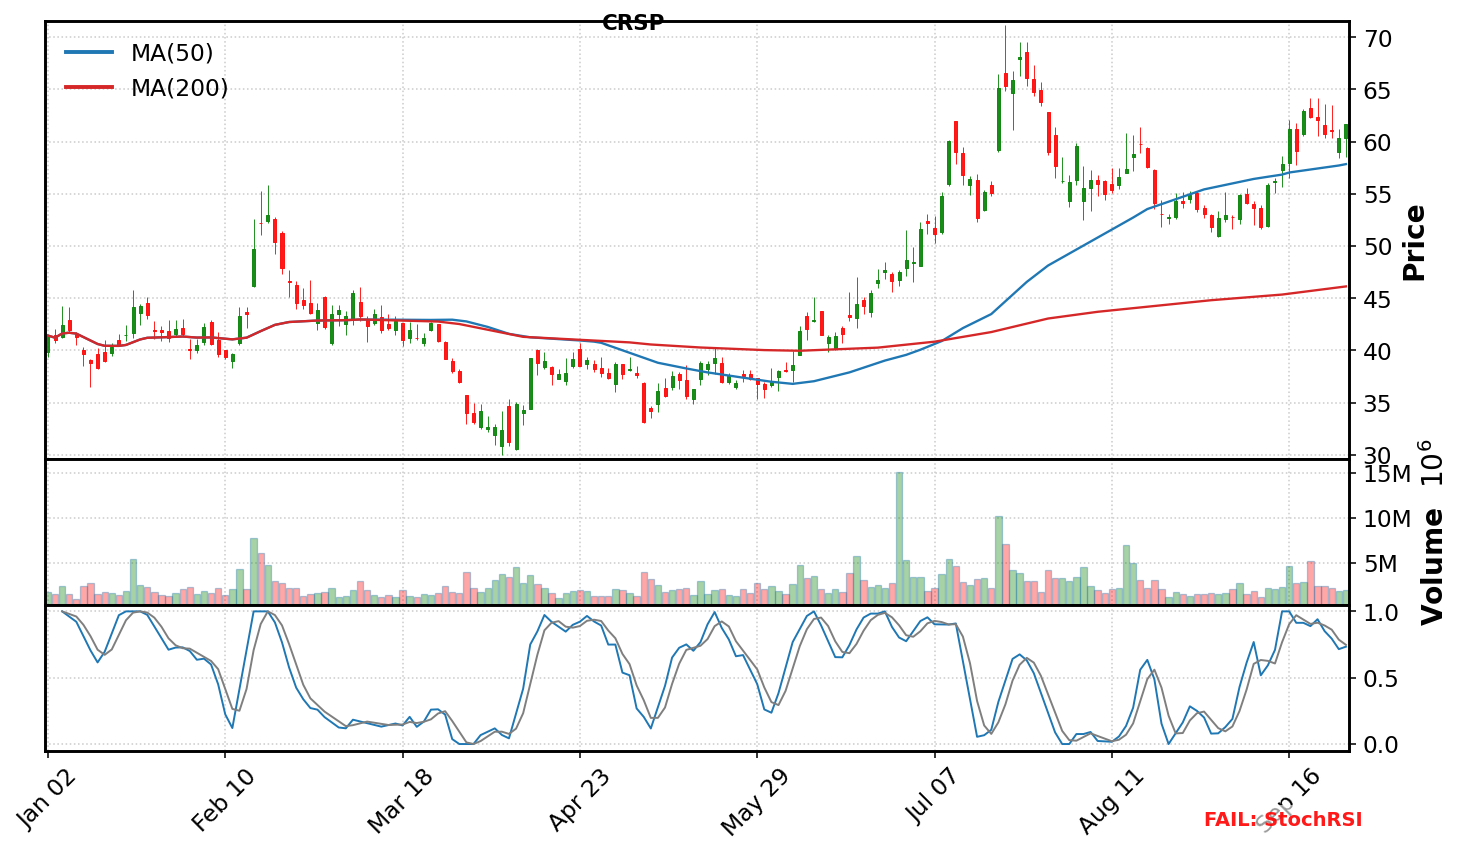 CRSP
MA(50)
MA(200)
70
65
60
55
50
45
40
35
30
Price
15M
10M
5M
Volume 10^6
1.0
0.5
0.0
Jan 02
Feb 10
Mar 18
Apr 23
May 29
Jul 07
Aug 11
Sep 16
FAIL: StochRSI